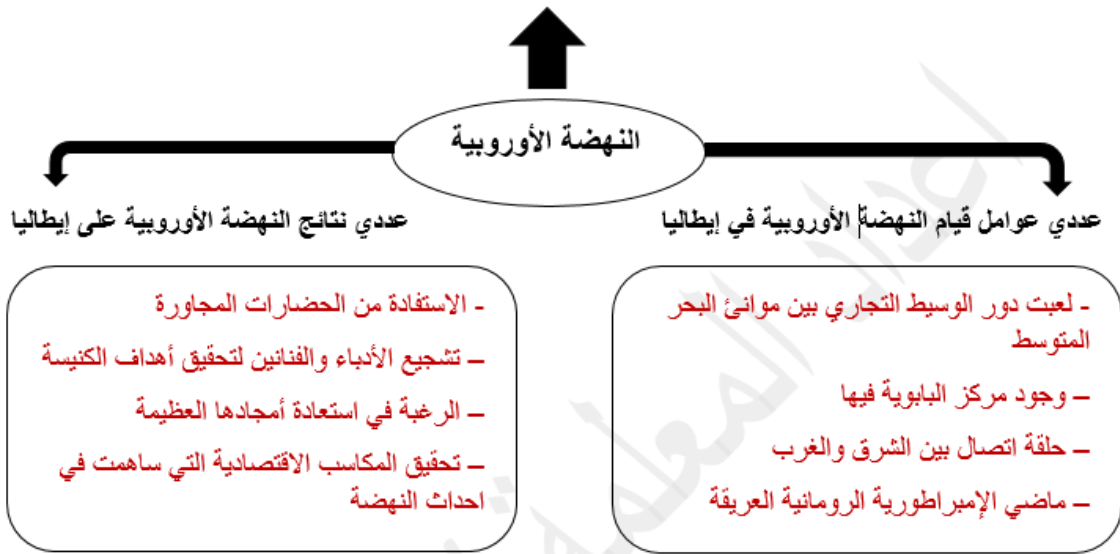 النهضة الأوروبية
عددي عوامل قيام النهضة الأوروبية في إيطاليا
- لعبت دور الوسيط التجاري بين موانئ البحر
المتوسط
– وجود مركز البابوية فيها
– حلقة اتصال بين الشرق والغرب
– ماضي الإمبراطورية الرومانية العريقة
عددي نتائج النهضة الأوروبية على إيطاليا
- الاستفادة من الحضارات المجاورة
– تشجيع الأدباء والفنانين لتحقيق أهداف الكنيسة
– الرغبة في استعادة أمجادها العظيمة
– تحقيق المكاسب الاقتصادية التي ساهمت في
احداث النهضة
اعداد المعلمة